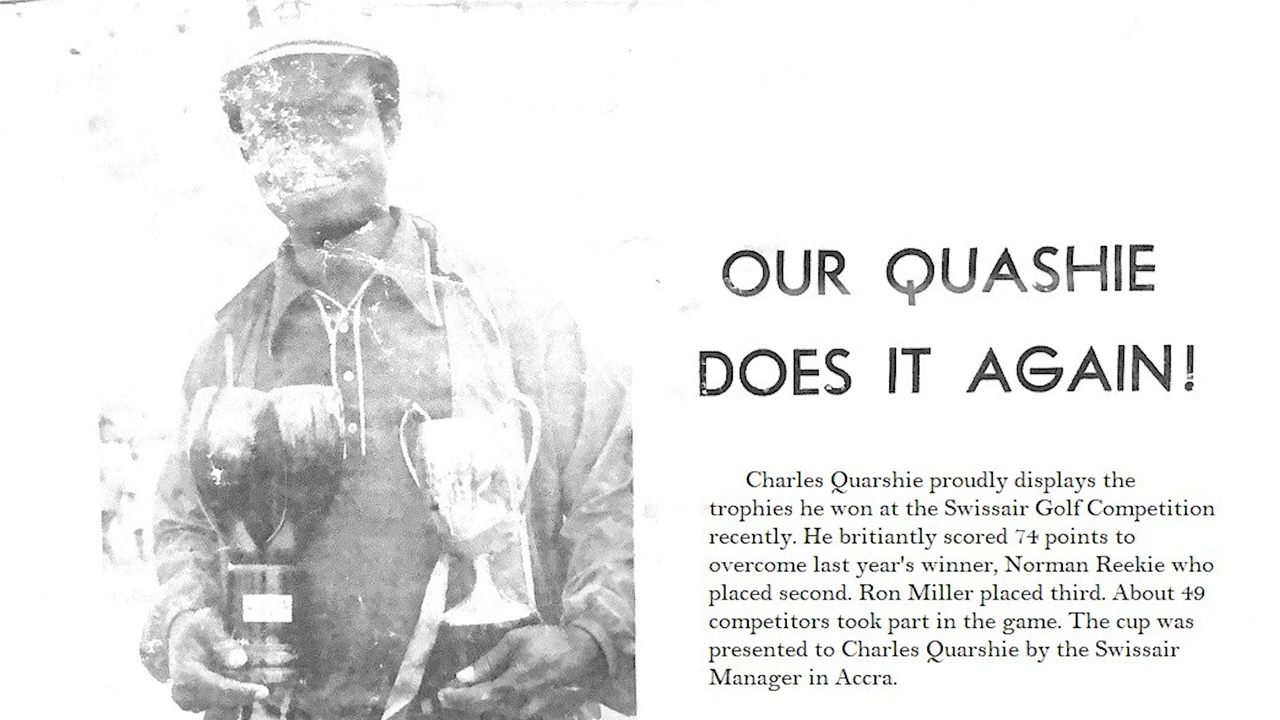 OUR QUASHIE
DOES IT AGAIN!
Charles Quarshie proudly displays the
trophies he won at the Swissair Golf Competition
recently. He britiantly scored 74 points to
overcome last year's winner, Norman Reekie who
placed second. Ron Miller placed third. About 49
competitors took part in the game. The cup was
presented to Charles Quarshie by the Swissair
Manager in Accra.